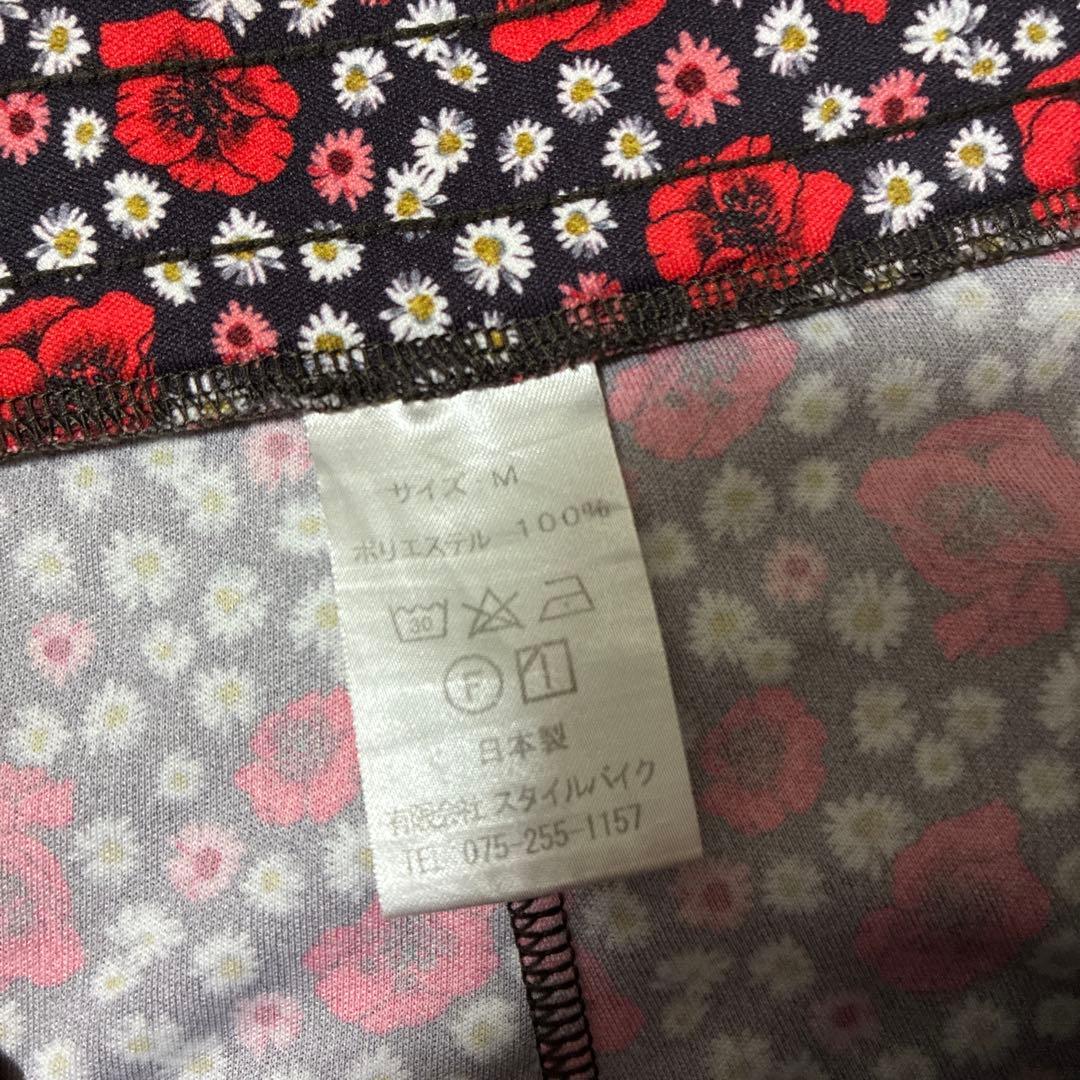 サイズ M
ポリエステル 100%
30
F
日本製
有限会社 スタイルバイク
TEL 075-255-1157